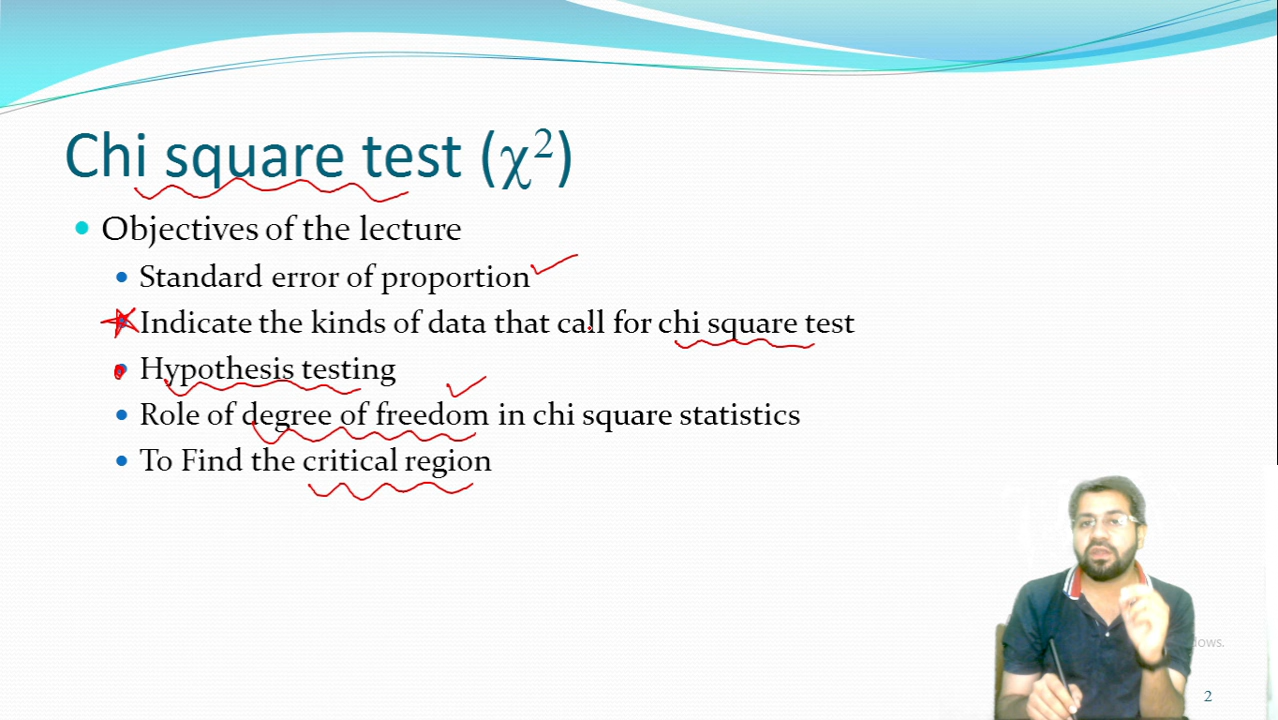 Chi square test (χ²)
Objectives of the lecture
Standard error of proportion
Indicate the kinds of data that call for chi square test
Hypothesis testing
Role of degree of freedom in chi square statistics
To Find the critical region
dows.
2